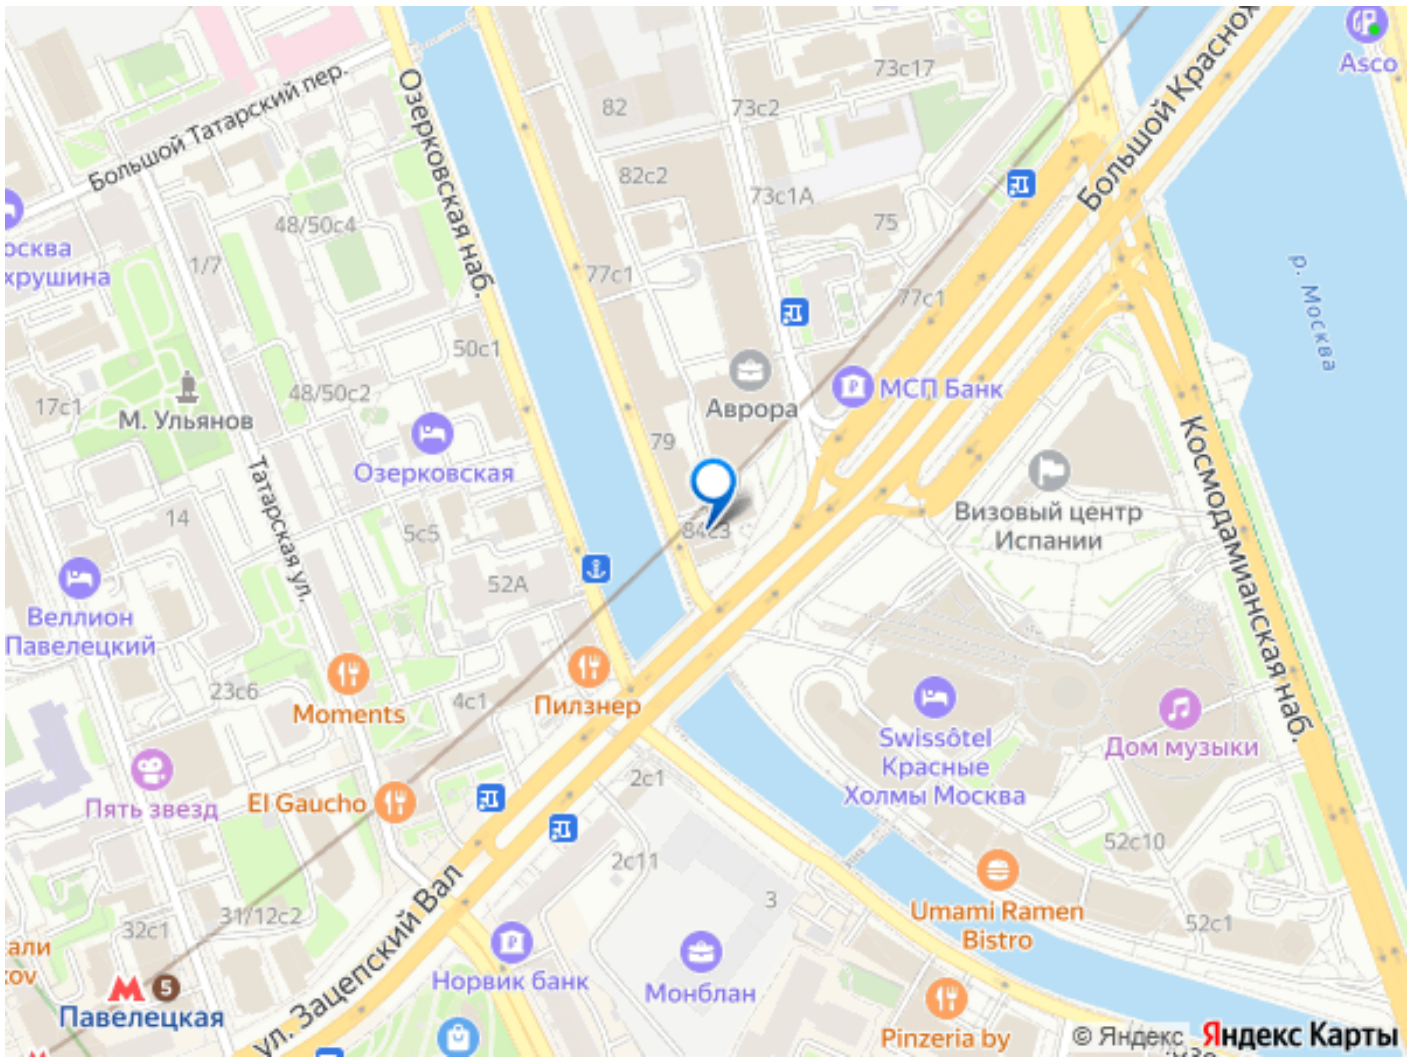 Asco
73с17
82
73с2
Большой Краснох
Большой Татарский пер.
Озерковская наб.
82с2
73с1А
75
48/50с4
осква
хрушина
1/7
77с1
77с1
р. Москва
50с1
48/50с2
17с1
М. Ульянов
Аврора
МСП Банк
79
Озерковская
Татарская ул.
14
5с5
84с3
Визовый центр
Испании
Космодамианская наб.
52А
Веллион
Павелецкий
23с6
Moments
4с1
Пилзнер
Swissôtel
Красные
Холмы Москва
Дом музыки
Пять звезд
El Gaucho
2с1
2с11
52с10
3
31/12с2
32с1
ул. Зацепский Вал
Umami Ramen
Bistro
52с1
али
kov
5
Павелецкая
Норвик банк
Монблан
Pinzeria by
© Яндекс
Яндекс Карты